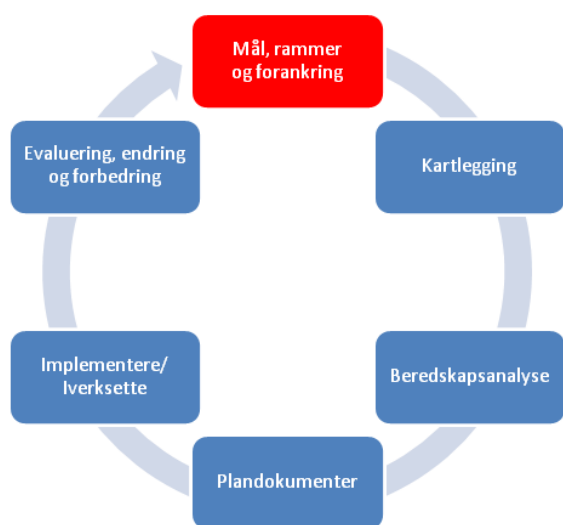 Mål, rammer
og forankring
Kartlegging
Beredskapsanalyse
Plandokumenter
Implementere/
Iverksette
Evaluering, endring
og forbedring